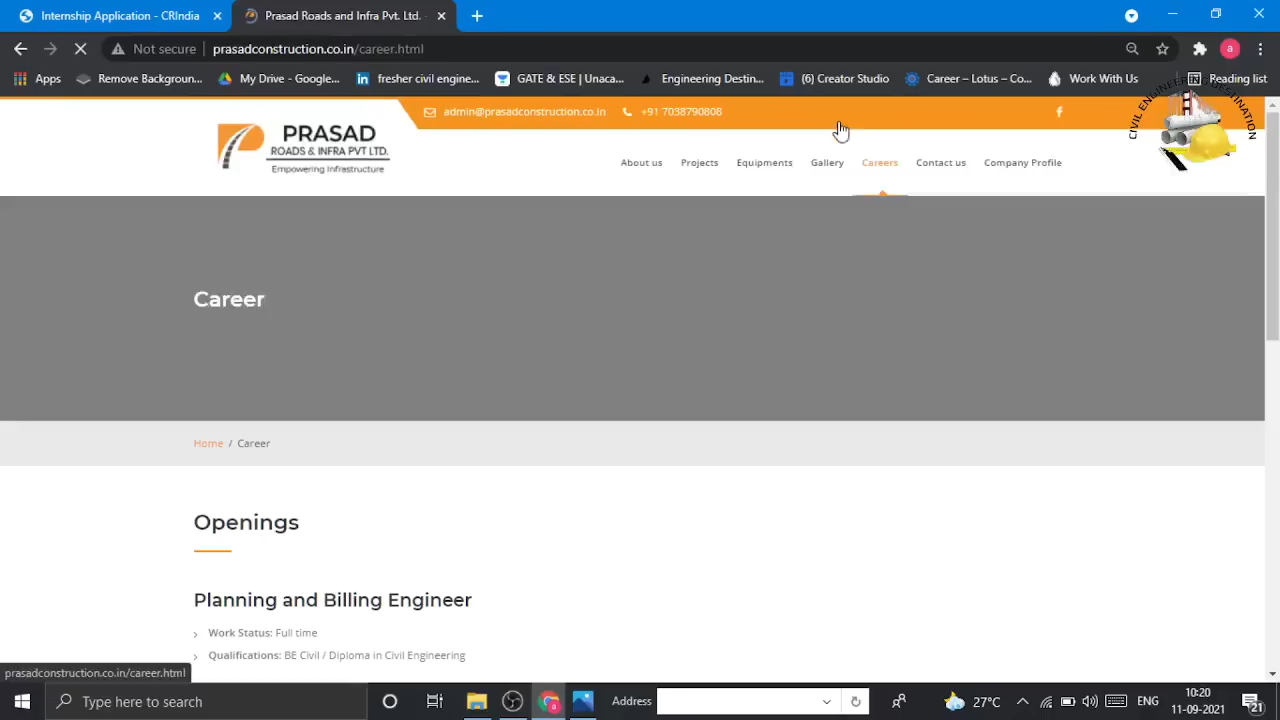 Internship Application - CRIndia
Prasad Roads and Infra Pvt. Ltd.
Not secure
prasadconstruction.co.in/career.html
a
Apps
Remove Backgroun...
My Drive - Google...
fresher civil engine...
GATE & ESE | Unaca...
Engineering Destin...
(6) Creator Studio
Career – Lotus – Co...
Work With Us
Reading list
CIVIL ENGINEERING DESTINATION
admin@prasadconstruction.co.in
+91 7038790808
PRASAD
ROADS & INFRA PVT LTD.
Empowering Infrastructure
About us
Projects
Equipments
Gallery
Careers
Contact us
Company Profile
Career
Home / Career
Openings
Planning and Billing Engineer
Work Status: Full time
Qualifications: BE Civil / Diploma in Civil Engineering
prasadconstruction.co.in/career.html
Type here to search
Address
27°C
ENG
10:20
11-09-2021
21